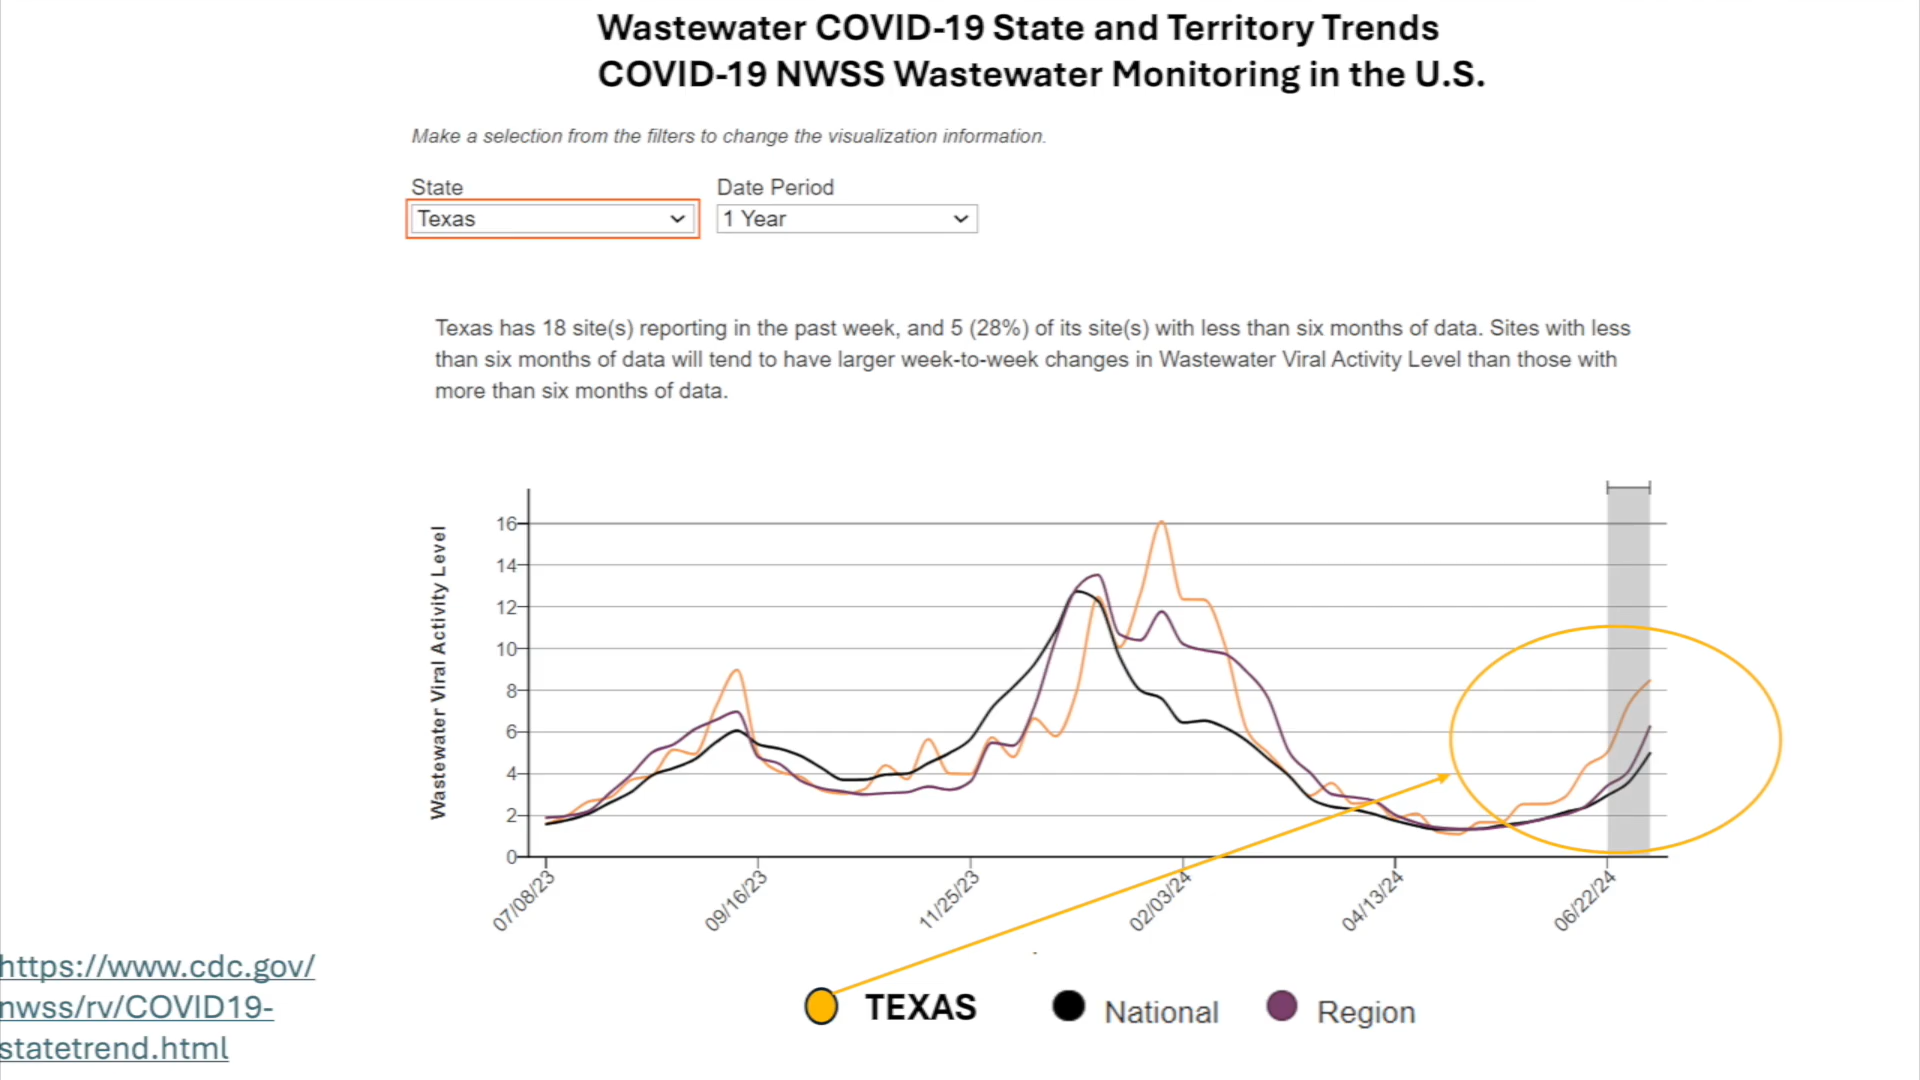 Wastewater COVID-19 State and Territory Trends
COVID-19 NWSS Wastewater Monitoring in the U.S.
Make a selection from the filters to change the visualization information.
State
Date Period
Texas
1 Year
Texas has 18 site(s) reporting in the past week, and 5 (28%) of its site(s) with less than six months of data. Sites with less
than six months of data will tend to have larger week-to-week changes in Wastewater Viral Activity Level than those with
more than six months of data.
Wastewater Viral Activity Level
16
14
12
10
8
6
4
2
0
07/08/23
09/16/23
11/25/23
02/03/24
04/13/24
06/22/24
https://www.cdc.gov/
nwss/rv/COVID19-
statetrend.html
TEXAS
National
Region